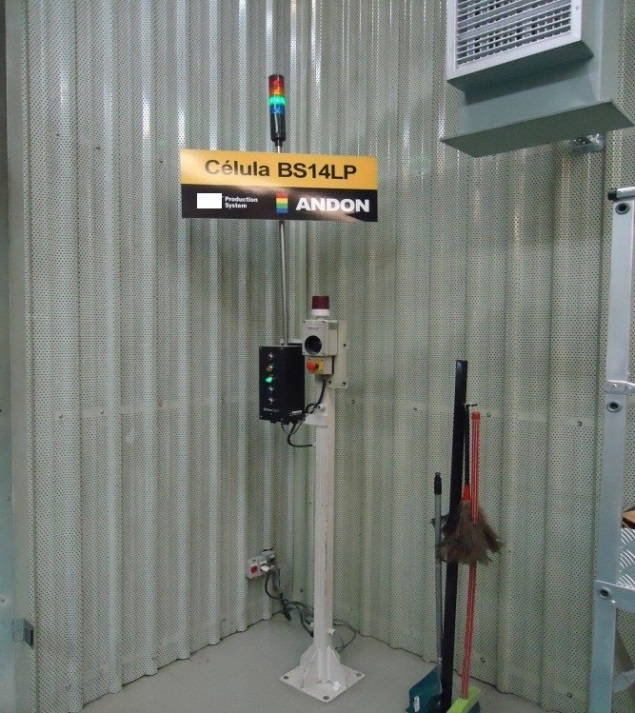 Célula BS14LP
Production
System
ANDON